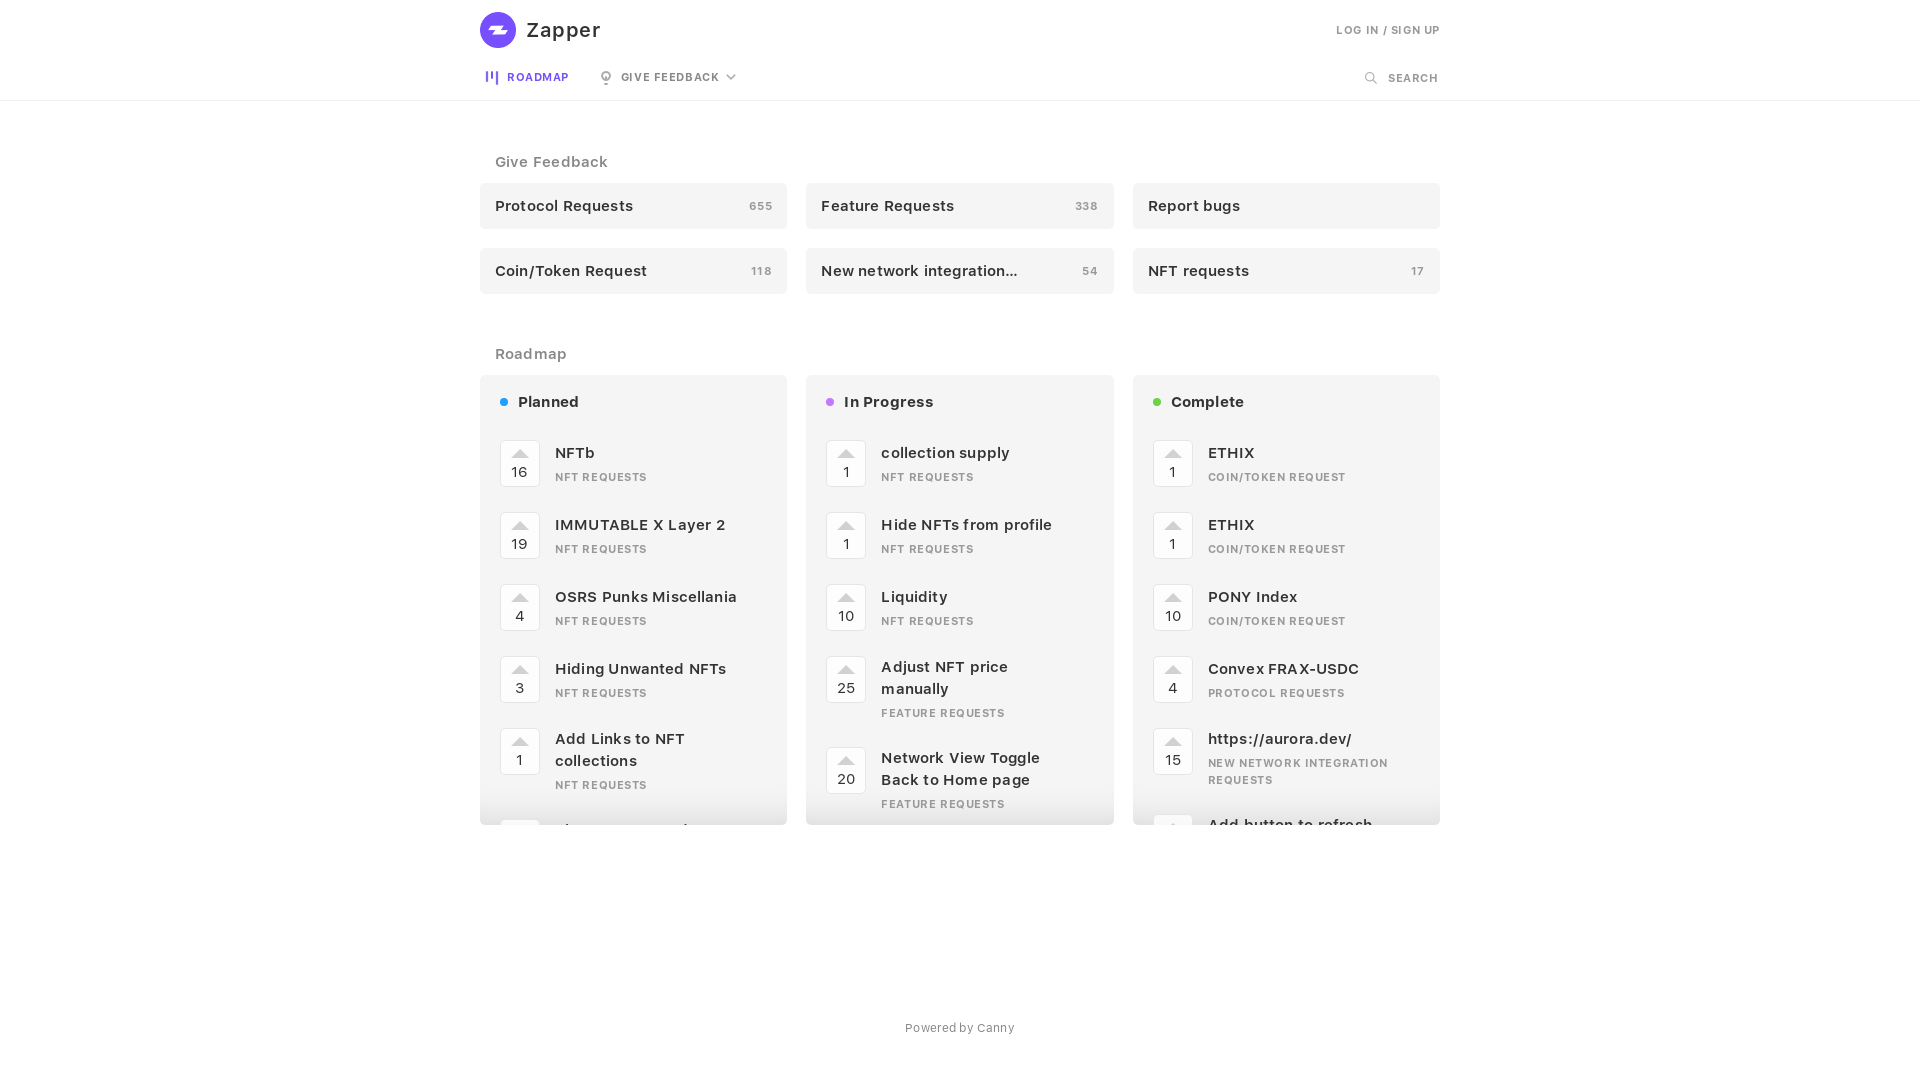 Zapper
LOG IN / SIGN UP
ROADMAP
GIVE FEEDBACK
SEARCH
Give Feedback
Protocol Requests 655
Feature Requests 338
Report bugs
Coin/Token Request 118
New network integration... 54
NFT requests 17
Roadmap
Planned
16
NFTb
NFT REQUESTS
19
IMMUTABLE X Layer 2
NFT REQUESTS
4
OSRS Punks Miscellania
NFT REQUESTS
3
Hiding Unwanted NFTs
NFT REQUESTS
1
Add Links to NFT
collections
NFT REQUESTS
In Progress
1
collection supply
NFT REQUESTS
1
Hide NFTs from profile
NFT REQUESTS
10
Liquidity
NFT REQUESTS
25
Adjust NFT price
manually
FEATURE REQUESTS
20
Network View Toggle
Back to Home page
FEATURE REQUESTS
Complete
1
ETHIX
COIN/TOKEN REQUEST
1
ETHIX
COIN/TOKEN REQUEST
10
PONY Index
COIN/TOKEN REQUEST
4
Convex FRAX-USDC
PROTOCOL REQUESTS
15
https://aurora.dev/
NEW NETWORK INTEGRATION
REQUESTS
Add button to refresh
Powered by Canny